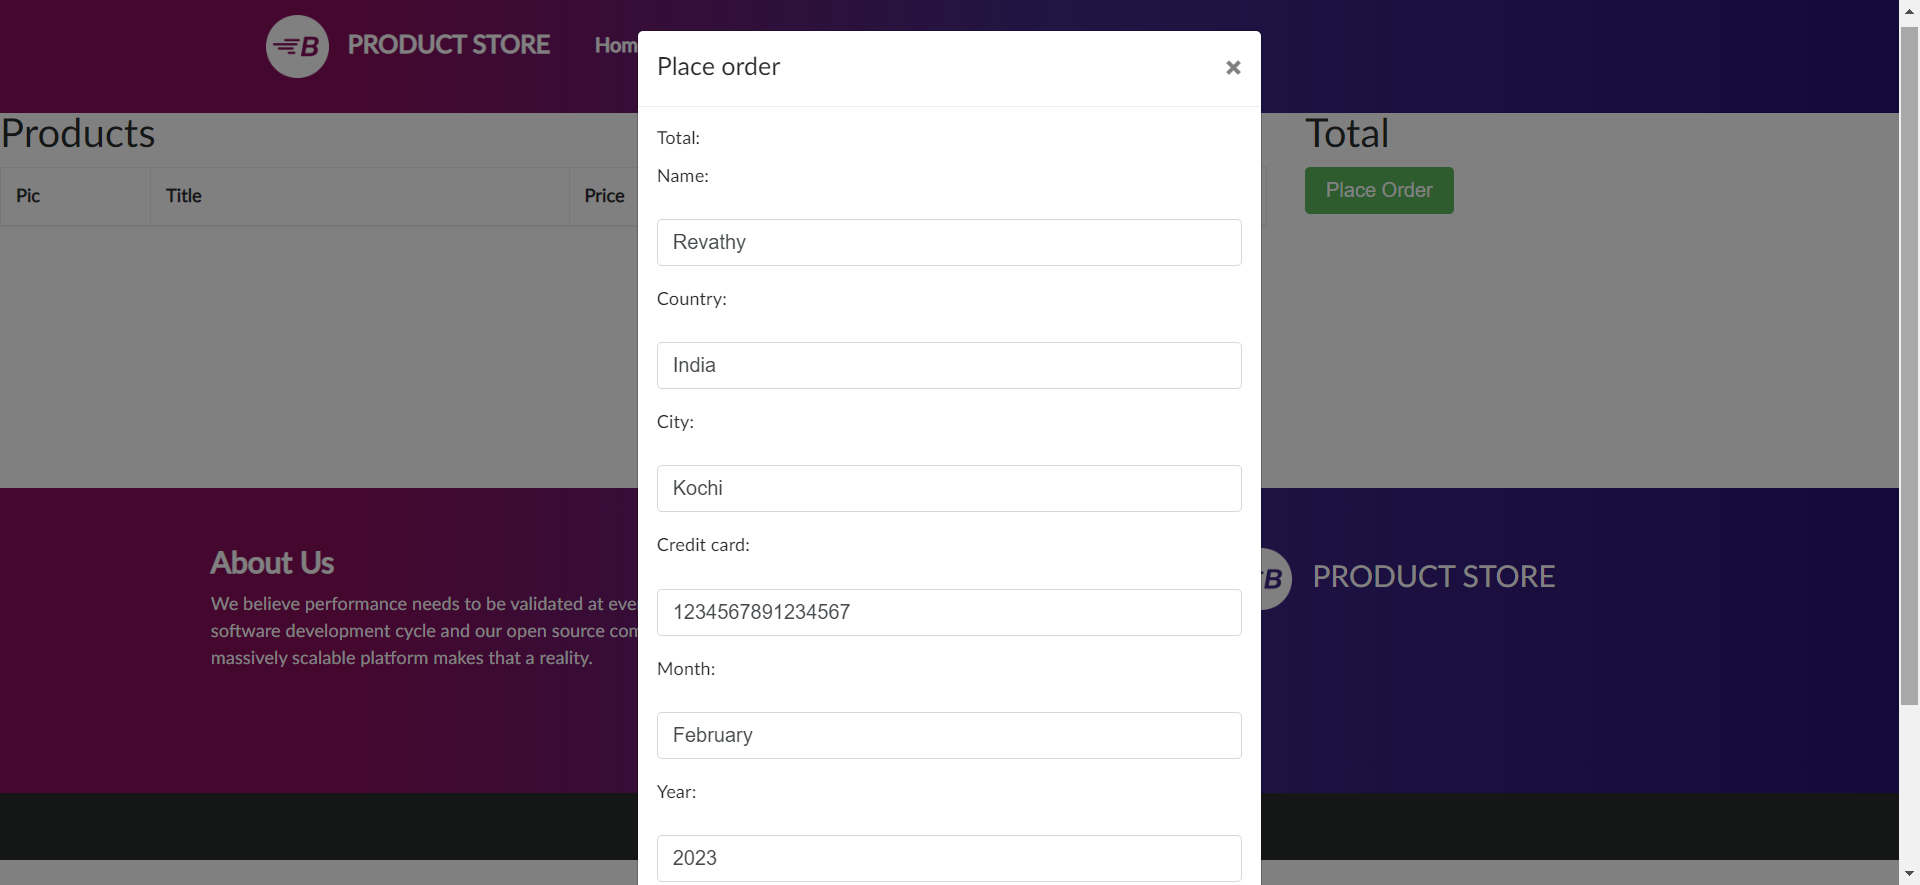 B PRODUCT STORE Hom
Place order ×
Total:
Name:
Revathy
Country:
India
City:
Kochi
Credit card:
1234567891234567
Month:
February
Year:
2023
Products
Pic Title Price
Total
Place Order
About Us
We believe performance needs to be validated at eve
software development cycle and our open source com
massively scalable platform makes that a reality.
B PRODUCT STORE